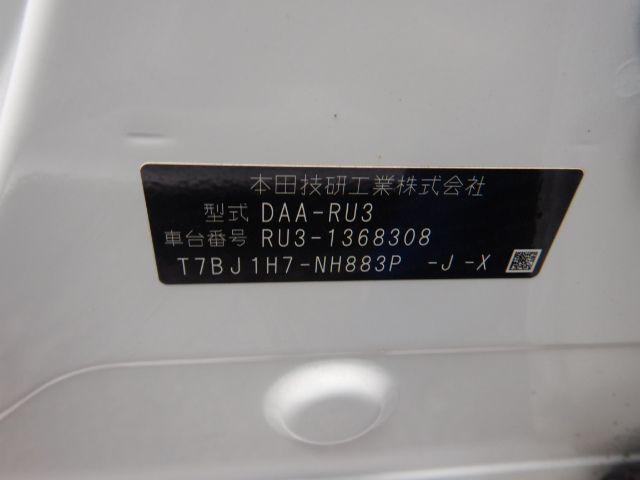 本田技研工業株式会社
型式 DAA-RU3
車台番号 RU3-1368308
T7BJ1H7-NH883P -J -X